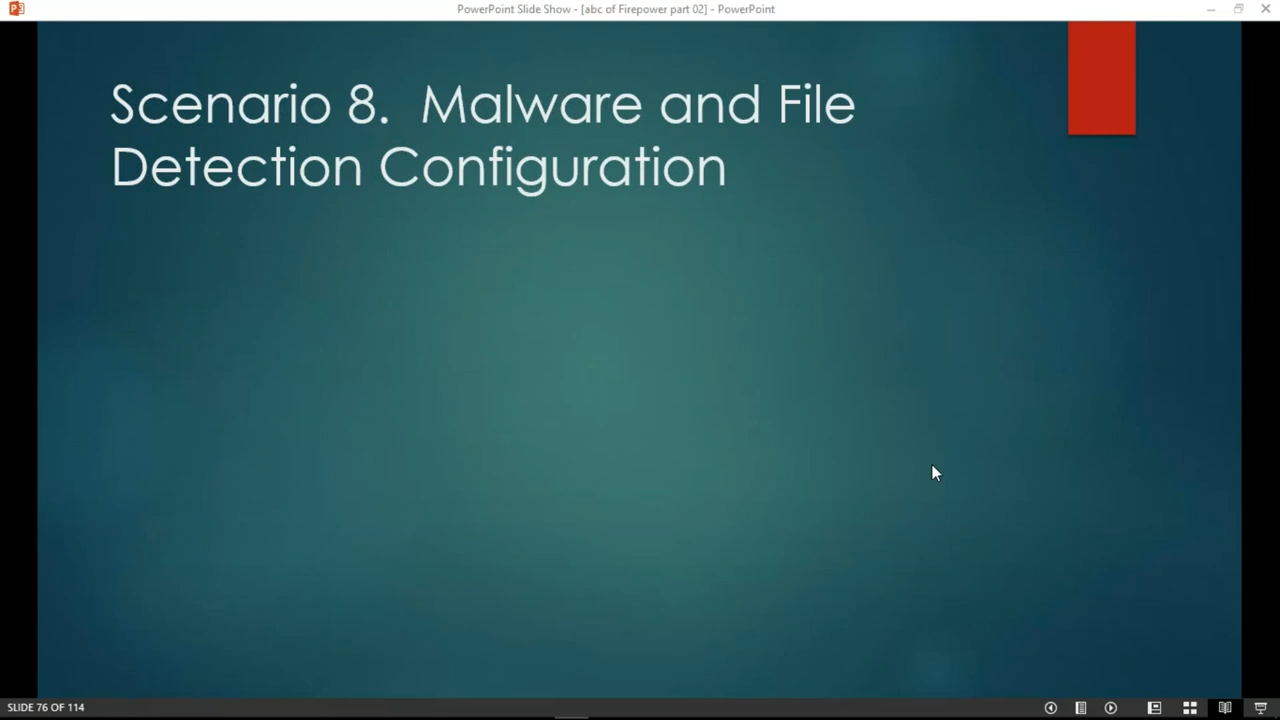 PowerPoint Slide Show - [abc of Firepower part 02] - PowerPoint
Scenario 8. Malware and File
Detection Configuration
SLIDE 76 OF 114